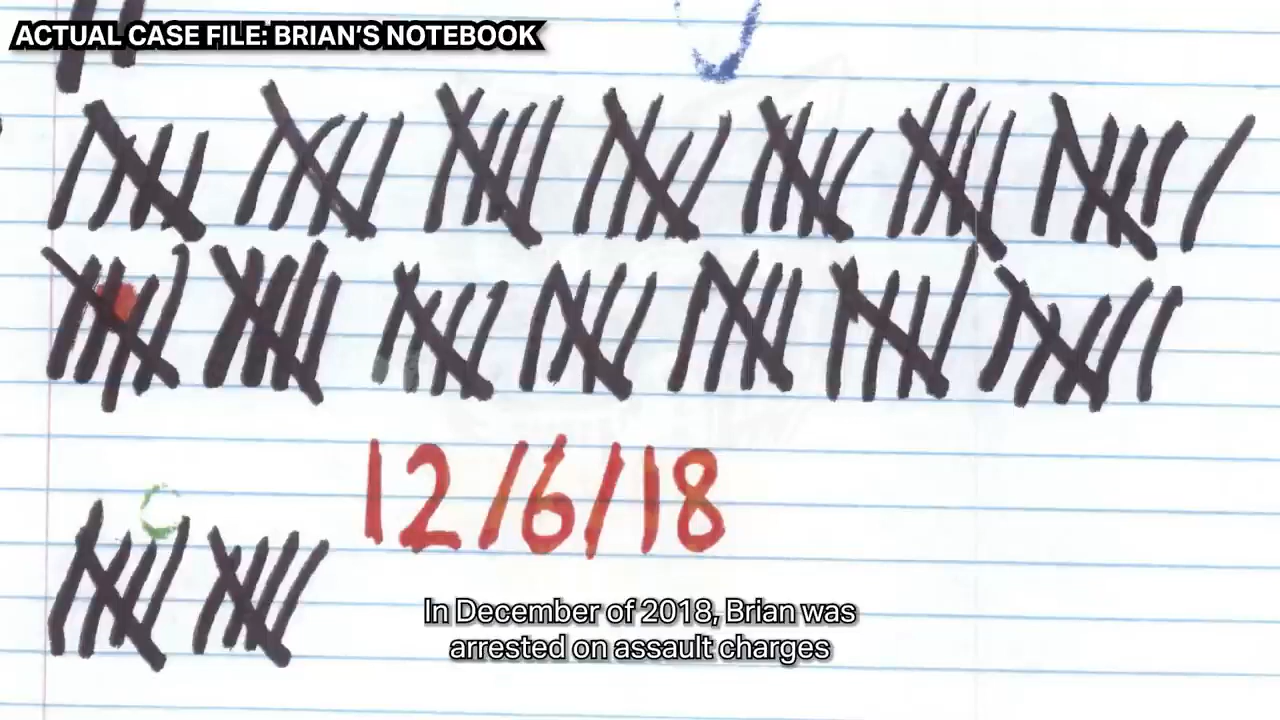 ACTUAL CASE FILE: BRIAN'S NOTEBOOK
12/6/18
In December of 2018, Brian was
arrested on assault charges